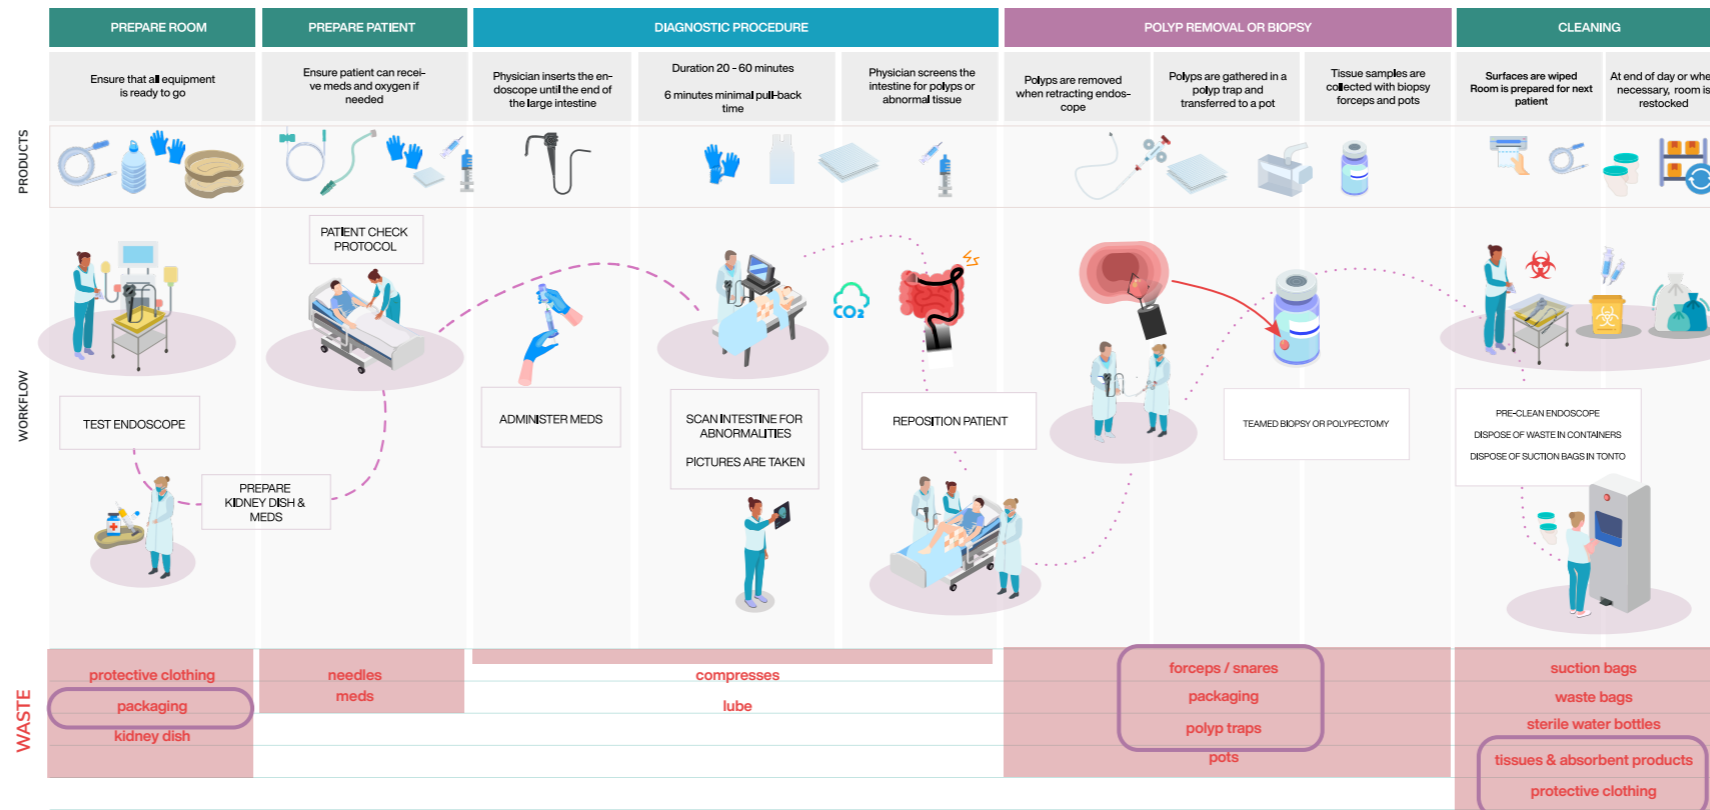 PREPARE ROOM
PREPARE PATIENT
DIAGNOSTIC PROCEDURE
POLYP REMOVAL OR BIOPSY
CLEANING
Ensure that all equipment
is ready to go
Ensure patient can recei-
ve meds and oxygen if
needed
Physician inserts the en-
doscope until the end of
the large intestine
Duration 20 - 60 minutes
6 minutes minimal pull-back
time
Physician screens the
intestine for polyps or
abnormal tissue
Polyps are removed
when retracting endos-
cope
Polyps are gathered in a
polyp trap and
transferred to a pot
Tissue samples are
collected with biopsy
forceps and pots
Surfaces are wiped
Room is prepared for next
patient
At end of day or whe
necessary, room is
restocked
PRODUCTS
WORKFLOW
PATIENT CHECK
PROTOCOL
TEST ENDOSCOPE
PREPARE
KIDNEY DISH &
MEDS
ADMINISTER MEDS
SCAN INTESTINE FOR
ABNORMALITIES
PICTURES ARE TAKEN
CO2
REPOSITION PATIENT
TEAMED BIOPSY OR POLYPECTOMY
PRE-CLEAN ENDOSCOPE
DISPOSE OF WASTE IN CONTAINERS
DISPOSE OF SUCTION BAGS IN TONTO
WASTE
protective clothing
packaging
kidney dish
needles
meds
compresses
lube
forceps / snares
packaging
polyp traps
pots
suction bags
waste bags
sterile water bottles
tissues & absorbent products
protective clothing